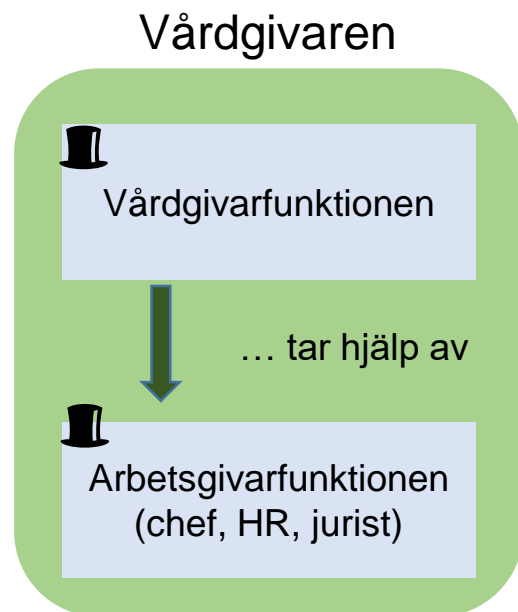 Vårdgivaren
Vårdgivarfunktionen
… tar hjälp av
Arbetsgivarfunktionen
(chef, HR, jurist)